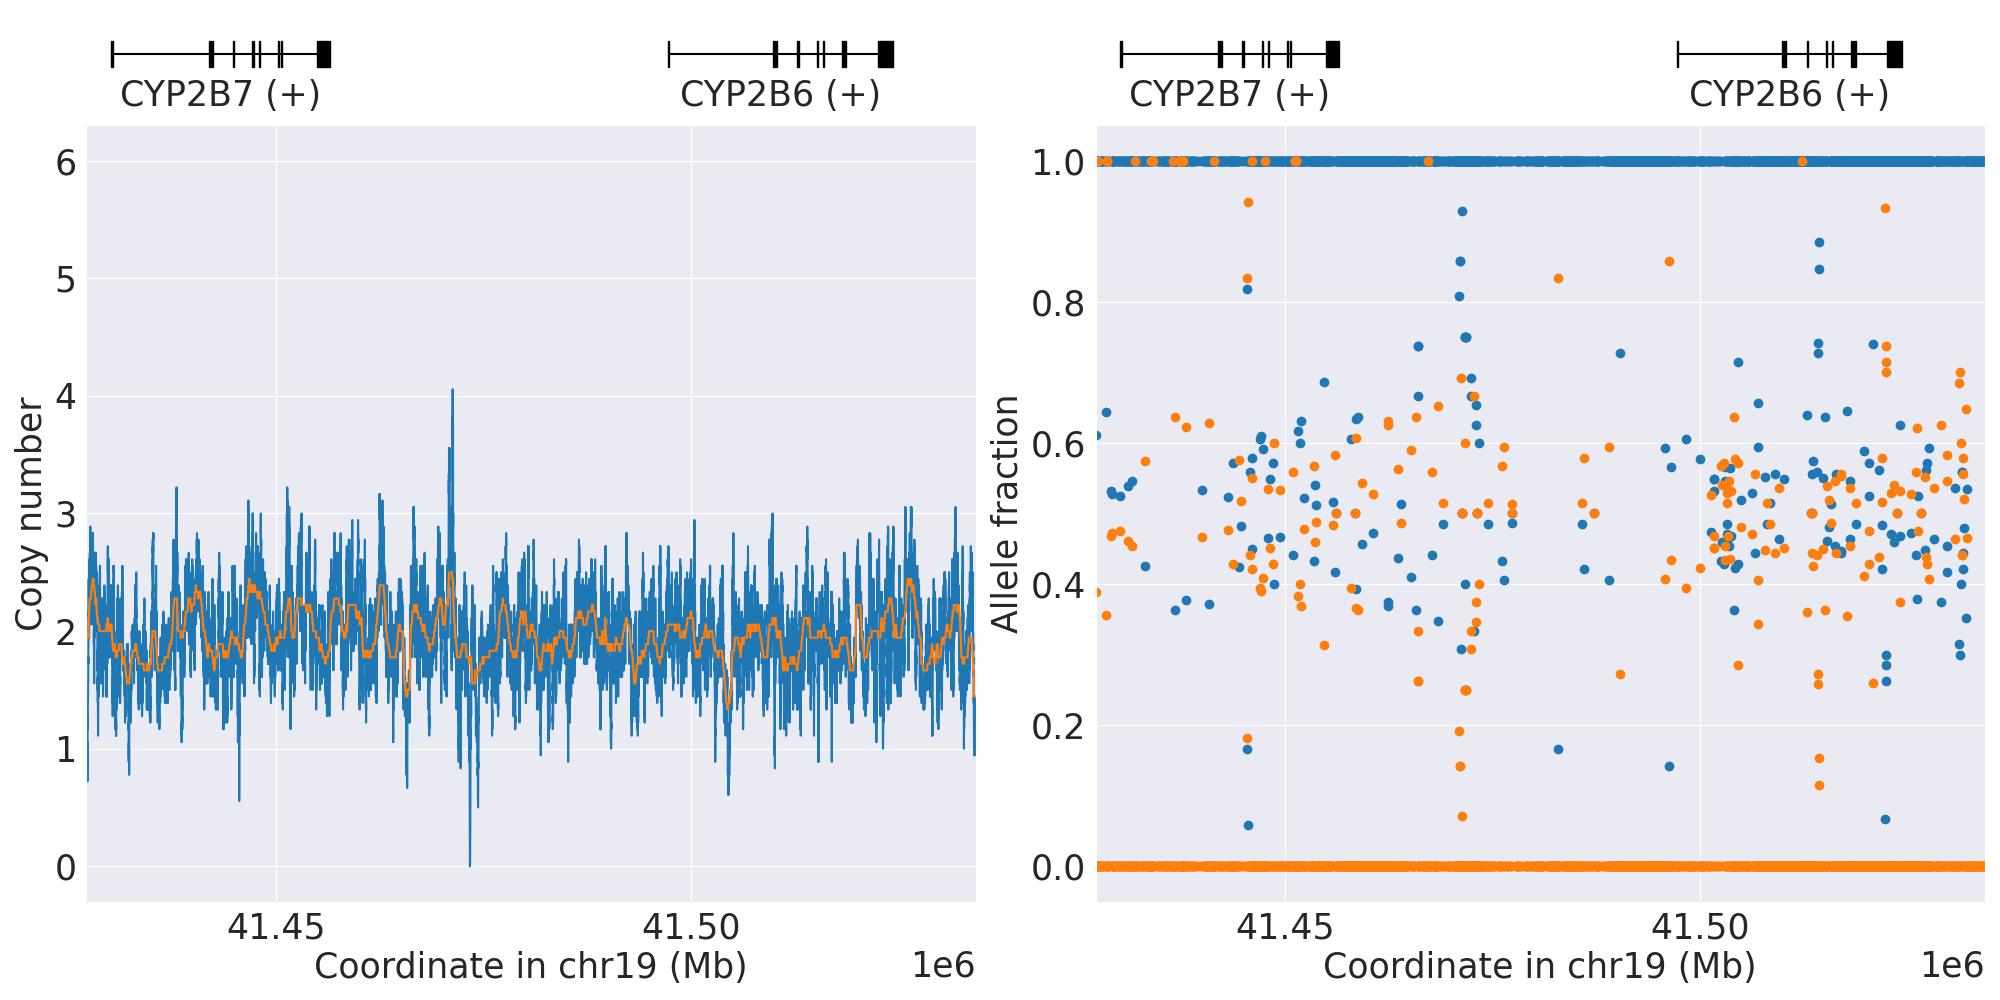 CYP2B7 (+)
CYP2B6 (+)
CYP2B7 (+)
CYP2B6 (+)
6
5
4
3
2
1
0
Copy number
41.45
41.50
Coordinate in chr19 (Mb)
1e6
1.0
0.8
0.6
0.4
0.2
0.0
Allele fraction
41.45
41.50
Coordinate in chr19 (Mb)
1e6